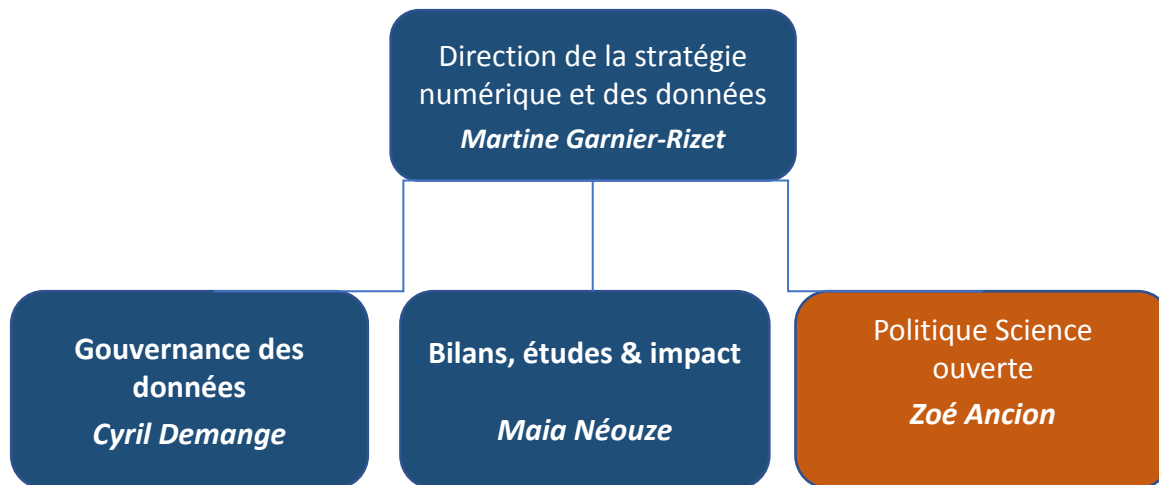 Direction de la stratégie
numérique et des données
Martine Garnier-Rizet
Gouvernance des
données
Cyril Demange
Bilans, études & impact
Maia Néouze
Politique Science
ouverte
Zoé Ancion